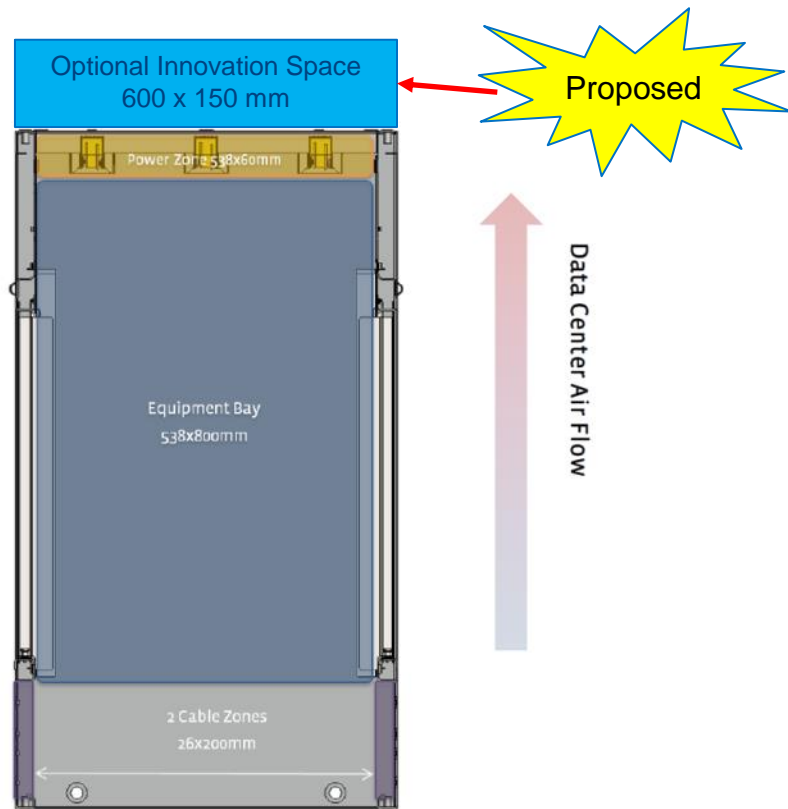 Optional Innovation Space
600 x 150 mm
Proposed
Power Zone 538x60mm
Data Center Air Flow
Equipment Bay
538x800mm
2 Cable Zones
26x200mm